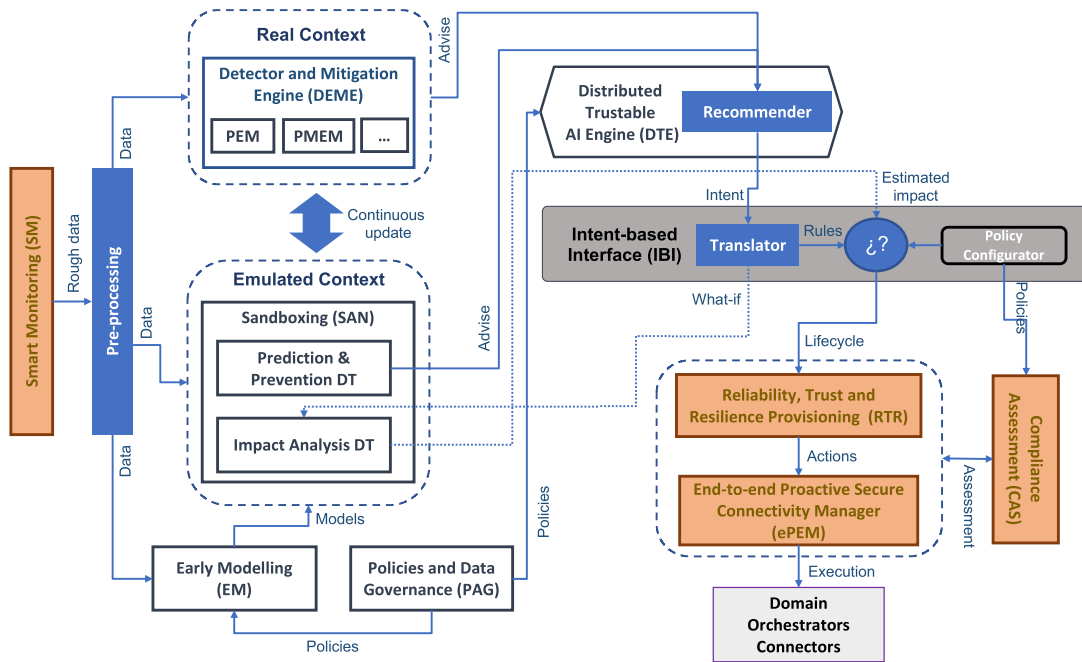 Real Context
Detector and Mitigation
Engine (DEME)
PEM
PMEM
...
Advise
Distributed
Trustable
AI Engine (DTE)
Recommender
Data
Smart Monitoring (SM)
Rough data
Pre-processing
Continuous
update
Intent
Estimated
impact
Intent-based
Interface (IBI)
Translator
Rules
¿?
Policy
Configurator
Emulated Context
Sandboxing (SAN)
Prediction &
Prevention DT
Impact Analysis DT
Data
Advise
What-if
Policies
Lifecycle
Reliability, Trust and
Resilience Provisioning (RTR)
Actions
End-to-end Proactive Secure
Connectivity Manager
(ePEM)
Compliance
Assessment (CAS)
Assessment
Data
Models
Policies
Early Modelling
(EM)
Policies and Data
Governance (PAG)
Policies
Execution
Domain
Orchestrators
Connectors